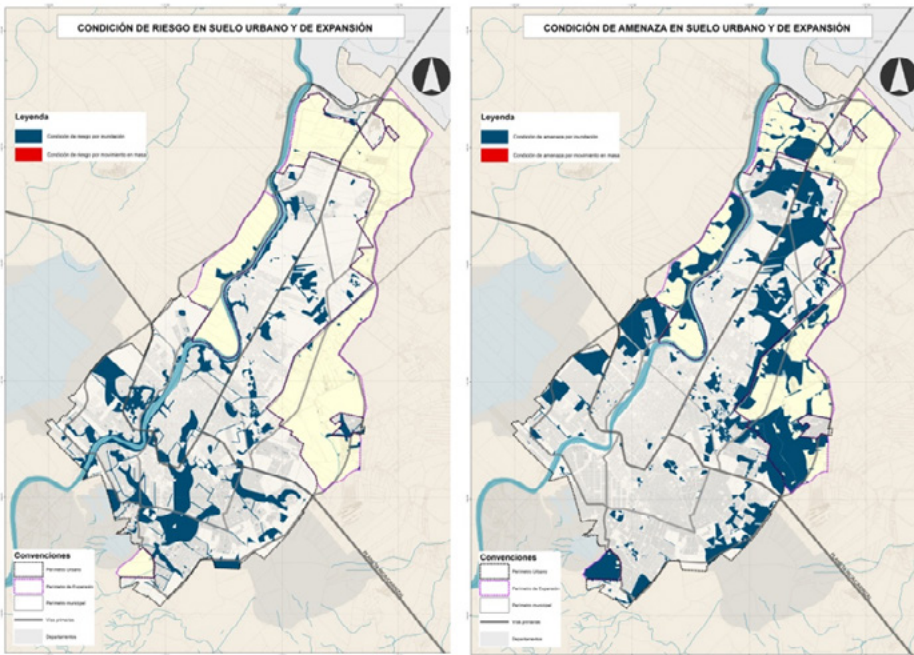 CONDICIÓN DE RIESGO EN SUELO URBANO Y DE EXPANSIÓN
Leyenda
Condición de riesgo por inundación
Condición de riesgo por movimiento en masa
Convenciones
Perímetro urbano
Perímetro de Expansión
Perímetro municipal
Vías primarias
Departamentos
CONDICIÓN DE AMENAZA EN SUELO URBANO Y DE EXPANSIÓN
Leyenda
Condición de amenaza por inundación
Condición de amenaza por movimiento en masa
Convenciones
Perímetro urbano
Perímetro de Expansión
Perímetro municipal
Vías primarias
Departamentos